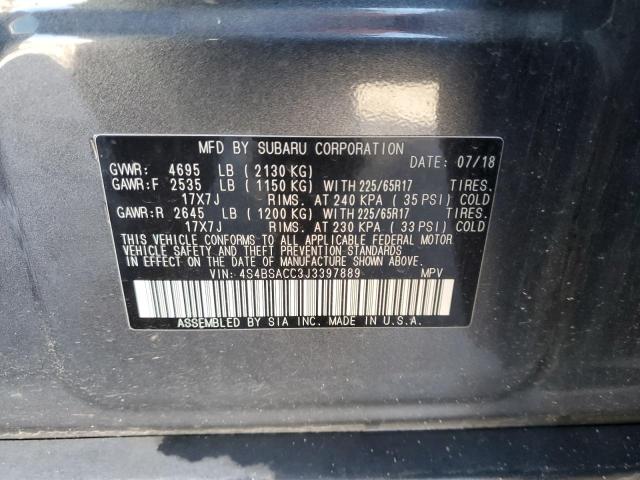 MFD BY SUBARU CORPORATION
DATE: 07/18
GVWR: 4695 LB ( 2130 KG)
GAWR:F 2535 LB ( 1150 KG) WITH 225/65R17 TIRES.
17X7J RIMS. AT 240 KPA ( 35 PSI) COLD
GAWR:R 2645 LB ( 1200 KG) WITH 225/65R17 TIRES.
17X7J RIMS. AT 230 KPA ( 33 PSI) COLD
THIS VEHICLE CONFORMS TO ALL APPLICABLE FEDERAL MOTOR
VEHICLE SAFETY AND THEFT PREVENTION STANDARDS
IN EFFECT ON THE DATE OF MANUFACTURE SHOWN ABOVE.
VIN: 4S4BSACC3J3397889 MPV
ASSEMBLED BY SIA INC. MADE IN U.S.A.